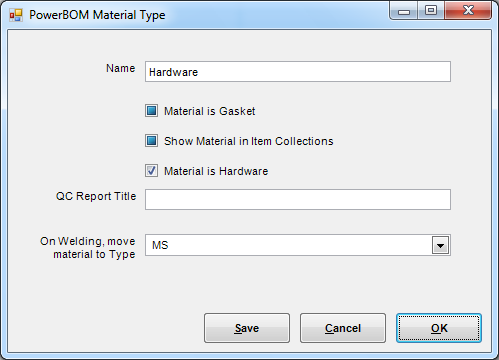 PowerBOM Material Type
Name
Hardware
Material is Gasket
Show Material in Item Collections
Material is Hardware
QC Report Title
On Welding, move
material to Type
MS
Save
Cancel
OK